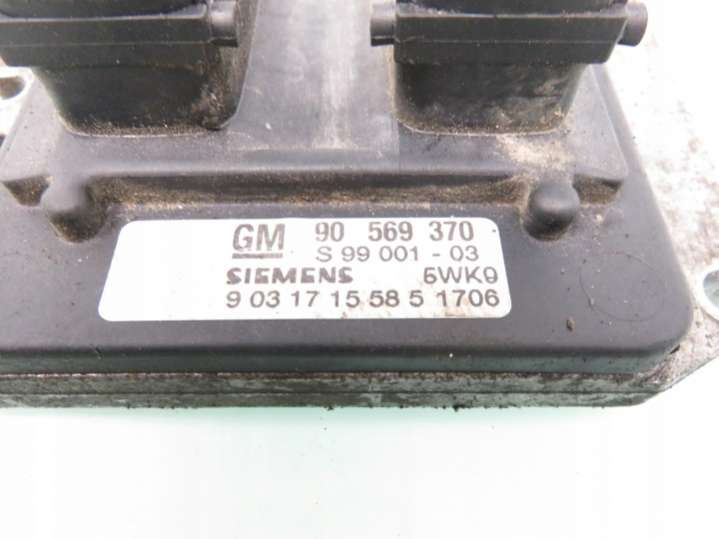 GM 90 569 370
S 99 001 - 03
SIEMENS 5WK9
9 03 17 15 58 5 1706